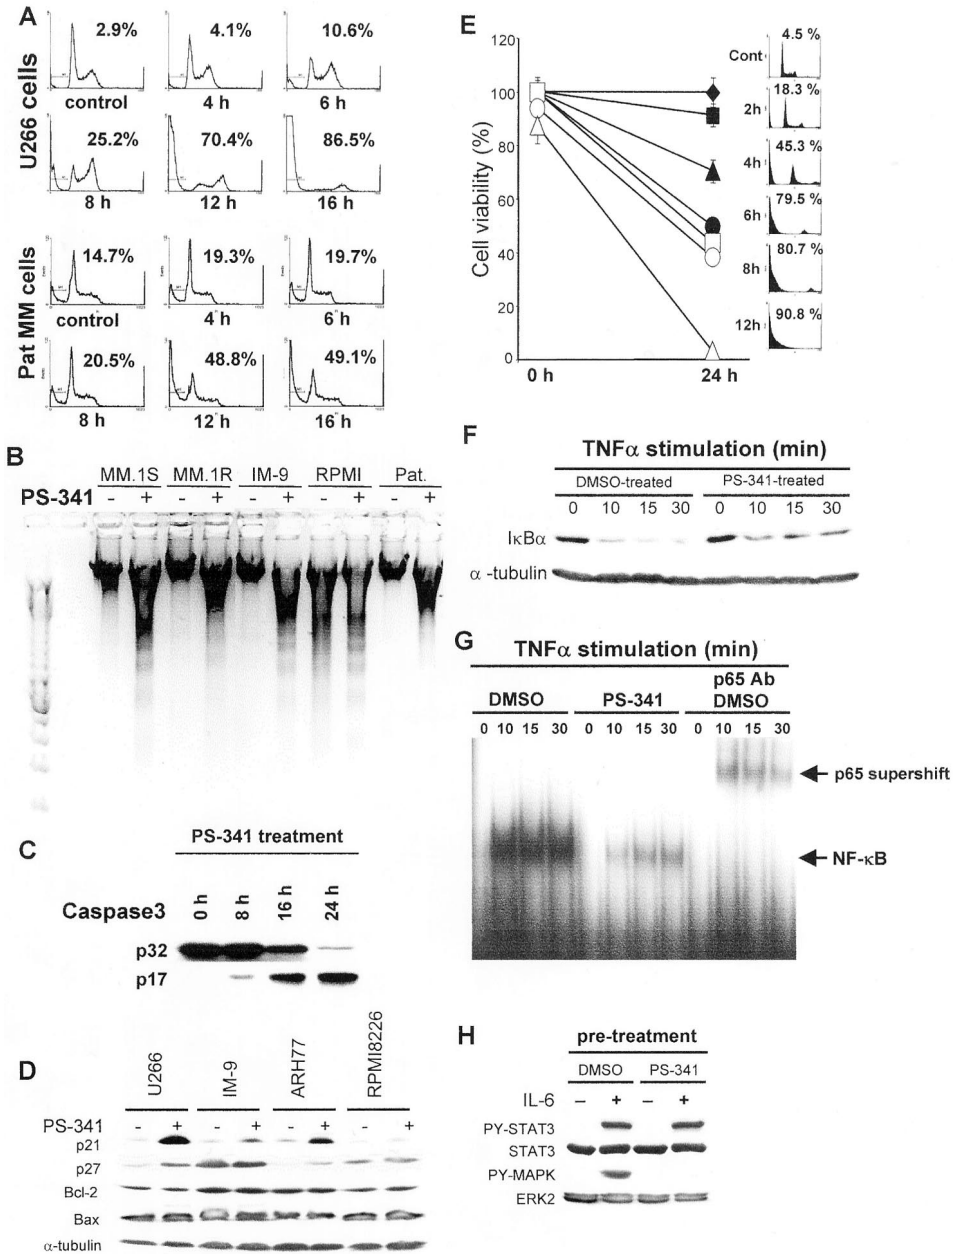 A
U266 cells
2.9%
4.1%
10.6%
control
4 h
6 h
25.2%
70.4%
86.5%
8 h
12 h
16 h
Pat MM cells
14.7%
19.3%
19.7%
control
4 h
6 h
20.5%
48.8%
49.1%
8 h
12 h
16 h
B
MM.1S
MM.1R
IM-9
RPMI
Pat.
PS-341 - + - + - + - + - +
C
PS-341 treatment
Caspase3
0 h
8 h
16 h
24 h
p32
p17
D
U266
IM-9
ARH77
RPMI8226
PS-341 - + - + - + - +
p21
p27
Bcl-2
Bax
α-tubulin
E
Cell viability (%)
120
100
80
60
40
20
0
0 h
24 h
Cont
4.5 %
2h
18.3 %
4h
45.3 %
6h
79.5 %
8h
80.7 %
12h
90.8 %
F
TNFα stimulation (min)
DMSO-treated
PS-341-treated
0 10 15 30 0 10 15 30
IκBα
α -tubulin
G
TNFα stimulation (min)
DMSO
PS-341
p65 Ab
DMSO
0 10 15 30 0 10 15 30 0 10 15 30
p65 supershift
NF-κB
H
pre-treatment
DMSO
PS-341
IL-6 – + – +
PY-STAT3
STAT3
PY-MAPK
ERK2